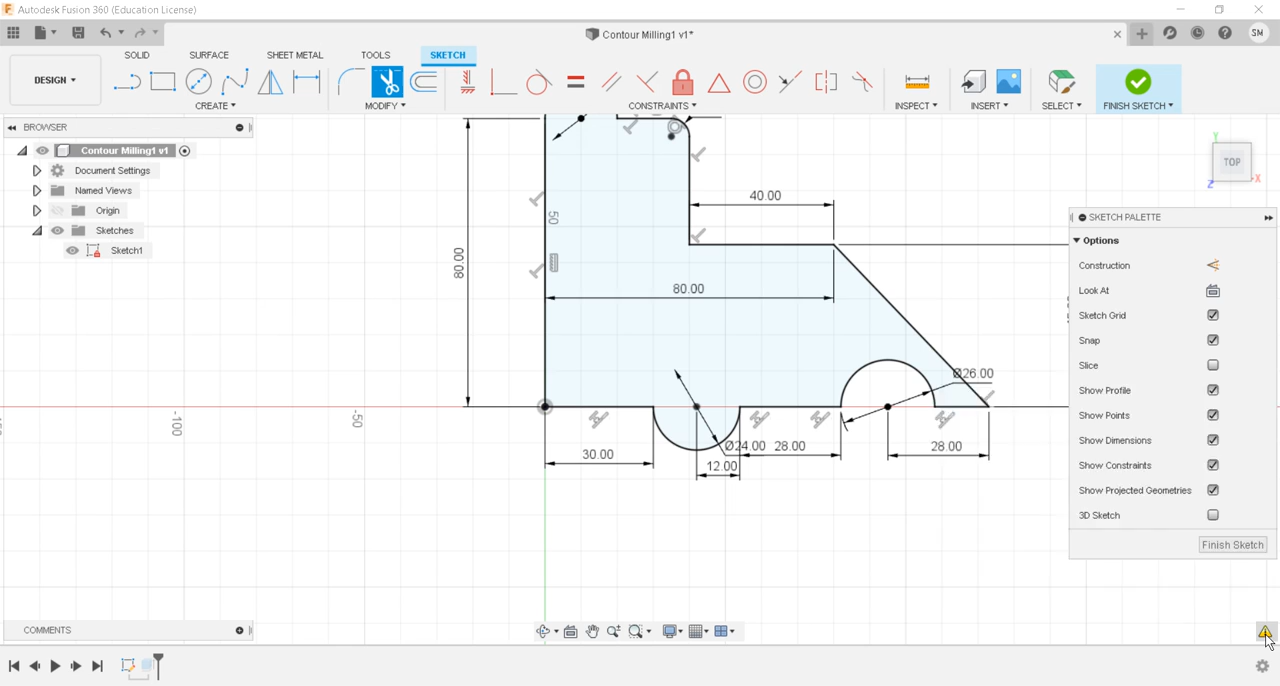 Autodesk Fusion 360 (Education License)
Contour Milling1 v1*
SM
DESIGN
SOLID
SURFACE
SHEET METAL
TOOLS
SKETCH
CREATE
MODIFY
CONSTRAINTS
INSPECT
INSERT
SELECT
FINISH SKETCH
BROWSER
Contour Milling1 v1
Document Settings
Named Views
Origin
Sketches
Sketch1
Y
TOP
X
Z
SKETCH PALETTE
Options
Construction
Look At
Sketch Grid
Snap
Slice
Show Profile
Show Points
Show Dimensions
Show Constraints
Show Projected Geometries
3D Sketch
Finish Sketch
40.00
50
80.00
80.00
Ø26.00
-100
-50
Ø24.00
28.00
28.00
30.00
12.00
COMMENTS